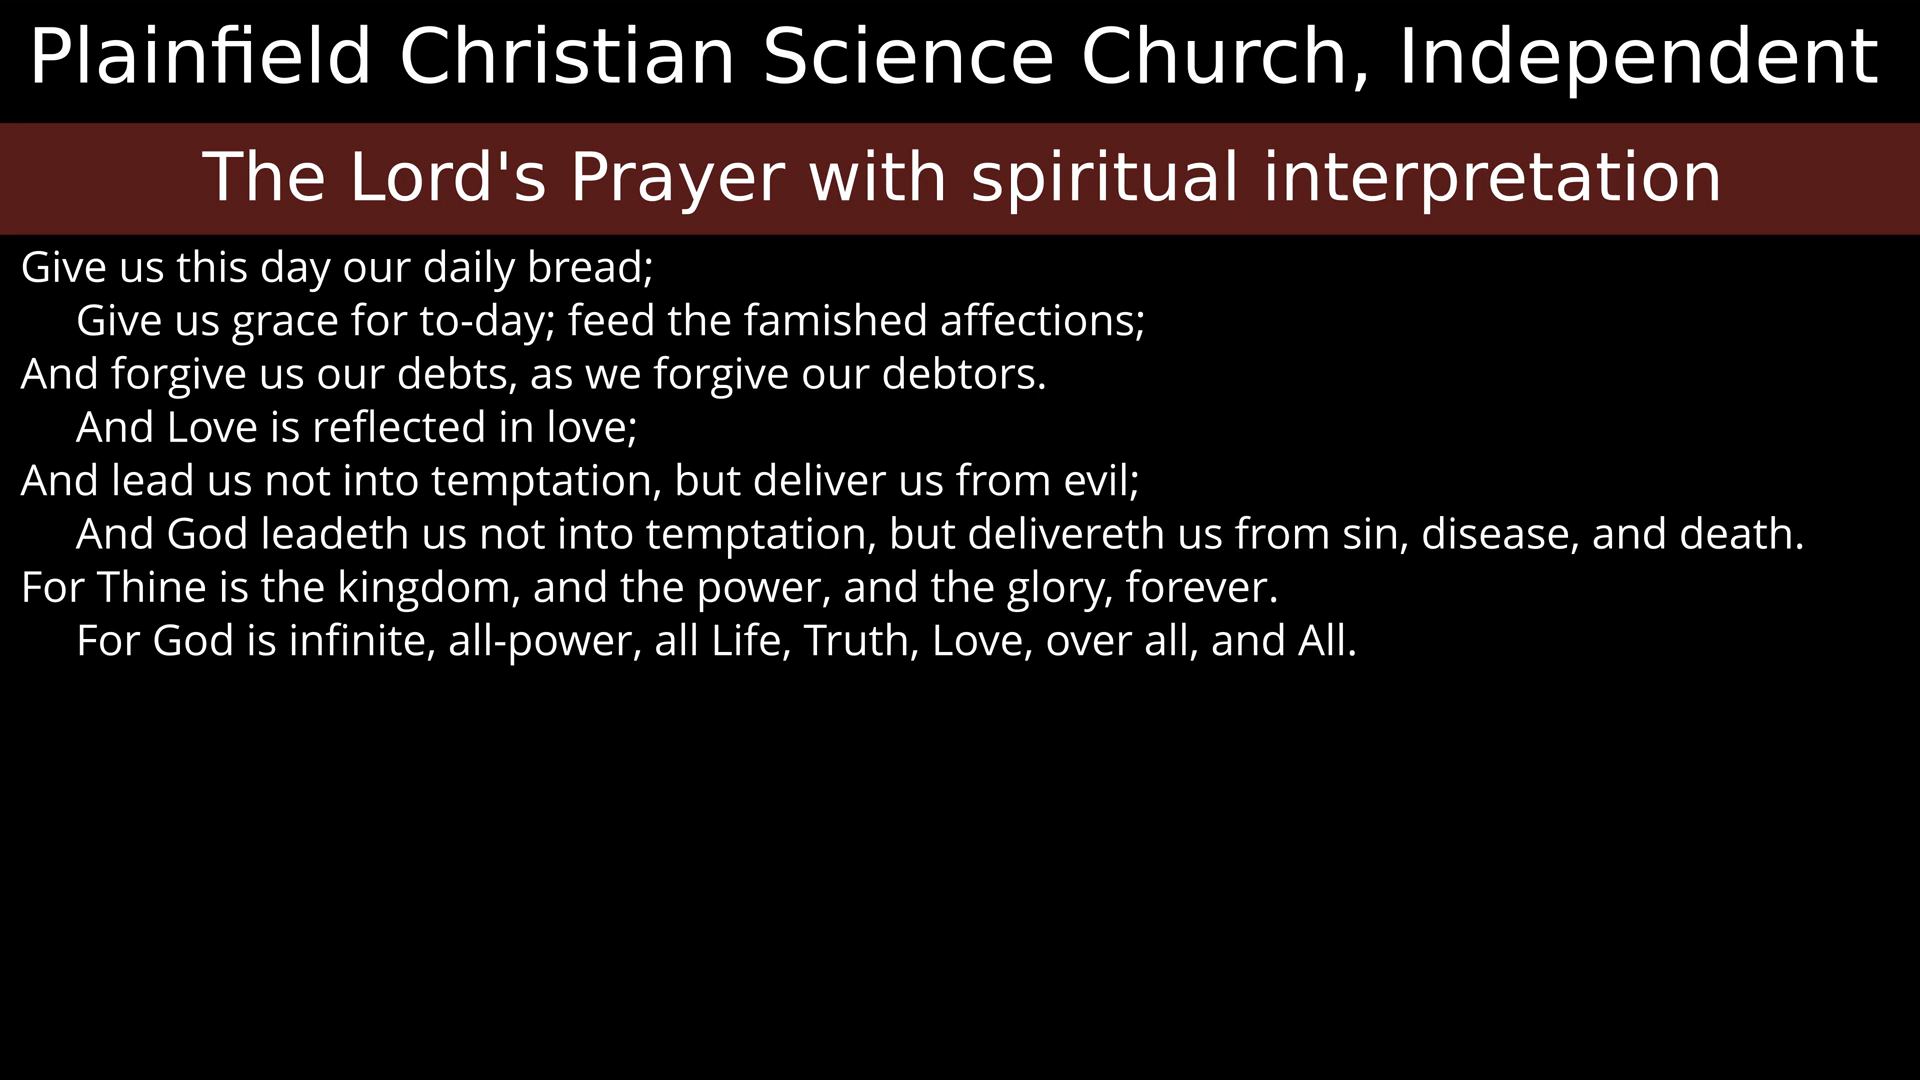 Plainfield Christian Science Church, Independent
The Lord's Prayer with spiritual interpretation
Give us this day our daily bread;
Give us grace for to-day; feed the famished affections;
And forgive us our debts, as we forgive our debtors.
And Love is reflected in love;
And lead us not into temptation, but deliver us from evil;
And God leadeth us not into temptation, but delivereth us from sin, disease, and death.
For Thine is the kingdom, and the power, and the glory, forever.
For God is infinite, all-power, all Life, Truth, Love, over all, and All.